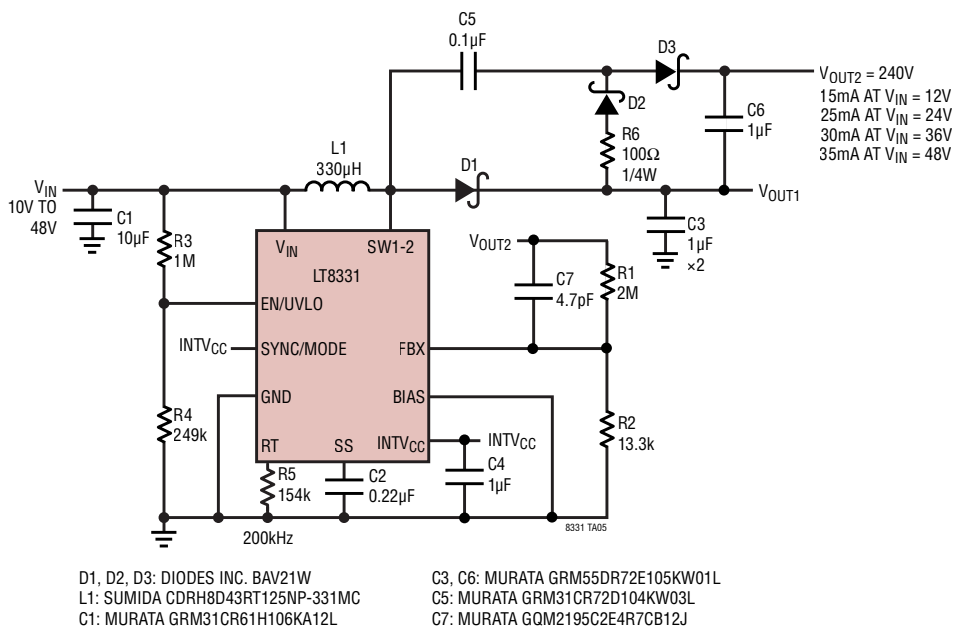 C5
0.1µF
D3
VOUT2 = 240V
15mA AT VIN = 12V
25mA AT VIN = 24V
30mA AT VIN = 36V
35mA AT VIN = 48V
D2
C6
1µF
R6
100Ω
1/4W
L1
330µH
D1
VIN
10V TO
48V
VOUT1
C1
10µF
R3
1M
C3
1µF
×2
VIN
SW1-2
LT8331
VOUT2
C7
4.7pF
R1
2M
EN/UVLO
INTVCC
SYNC/MODE
FBX
GND
BIAS
R4
249k
R2
13.3k
RT
SS
INTVCC
INTVCC
R5
154k
C2
0.22µF
C4
1µF
200kHz
8331 TA05
D1, D2, D3: DIODES INC. BAV21W
L1: SUMIDA CDRH8D43RT125NP-331MC
C1: MURATA GRM31CR61H106KA12L
C3, C6: MURATA GRM55DR72E105KW01L
C5: MURATA GRM31CR72D104KW03L
C7: MURATA GQM2195C2E4R7CB12J